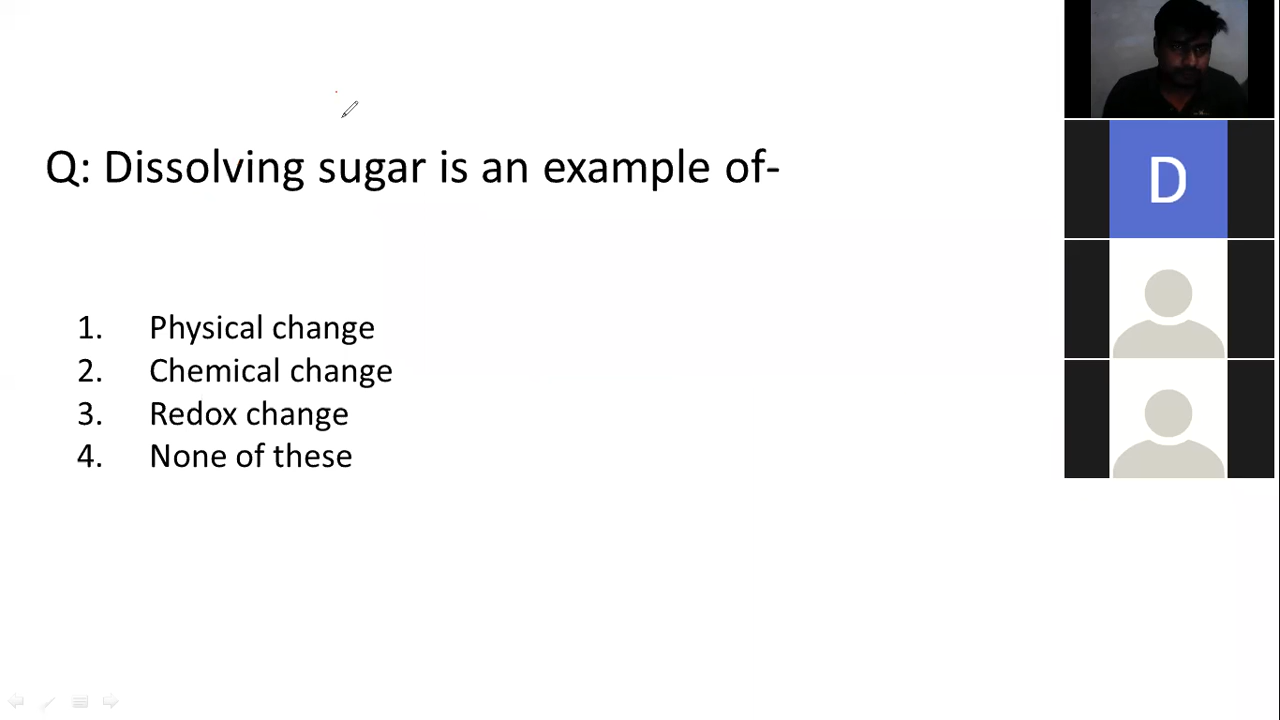 Q: Dissolving sugar is an example of-
1. Physical change
2. Chemical change
3. Redox change
4. None of these
D